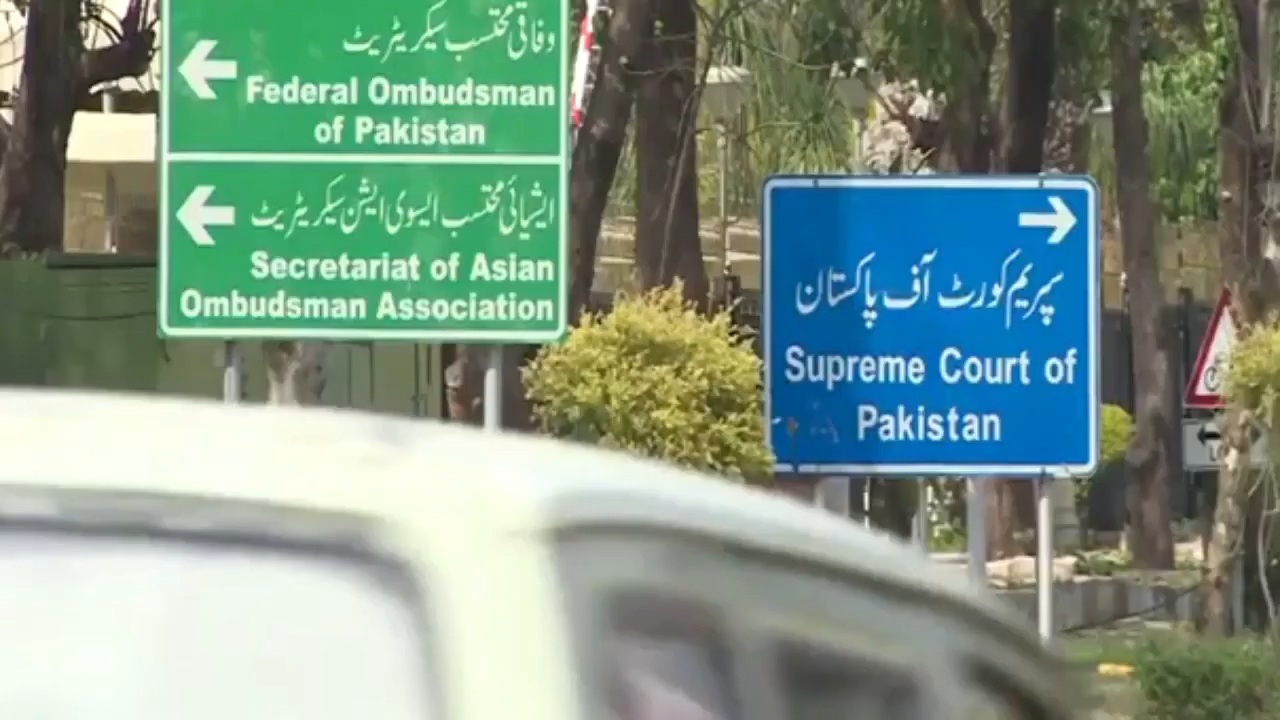 وفاقی محتسب سیکریٹریٹ
Federal Ombudsman
of Pakistan
ایشیائی محتسب ایسوی ایشن سیکریٹریٹ
Secretariat of Asian
Ombudsman Association
سپریم کورٹ آف پاکستان
Supreme Court of
Pakistan